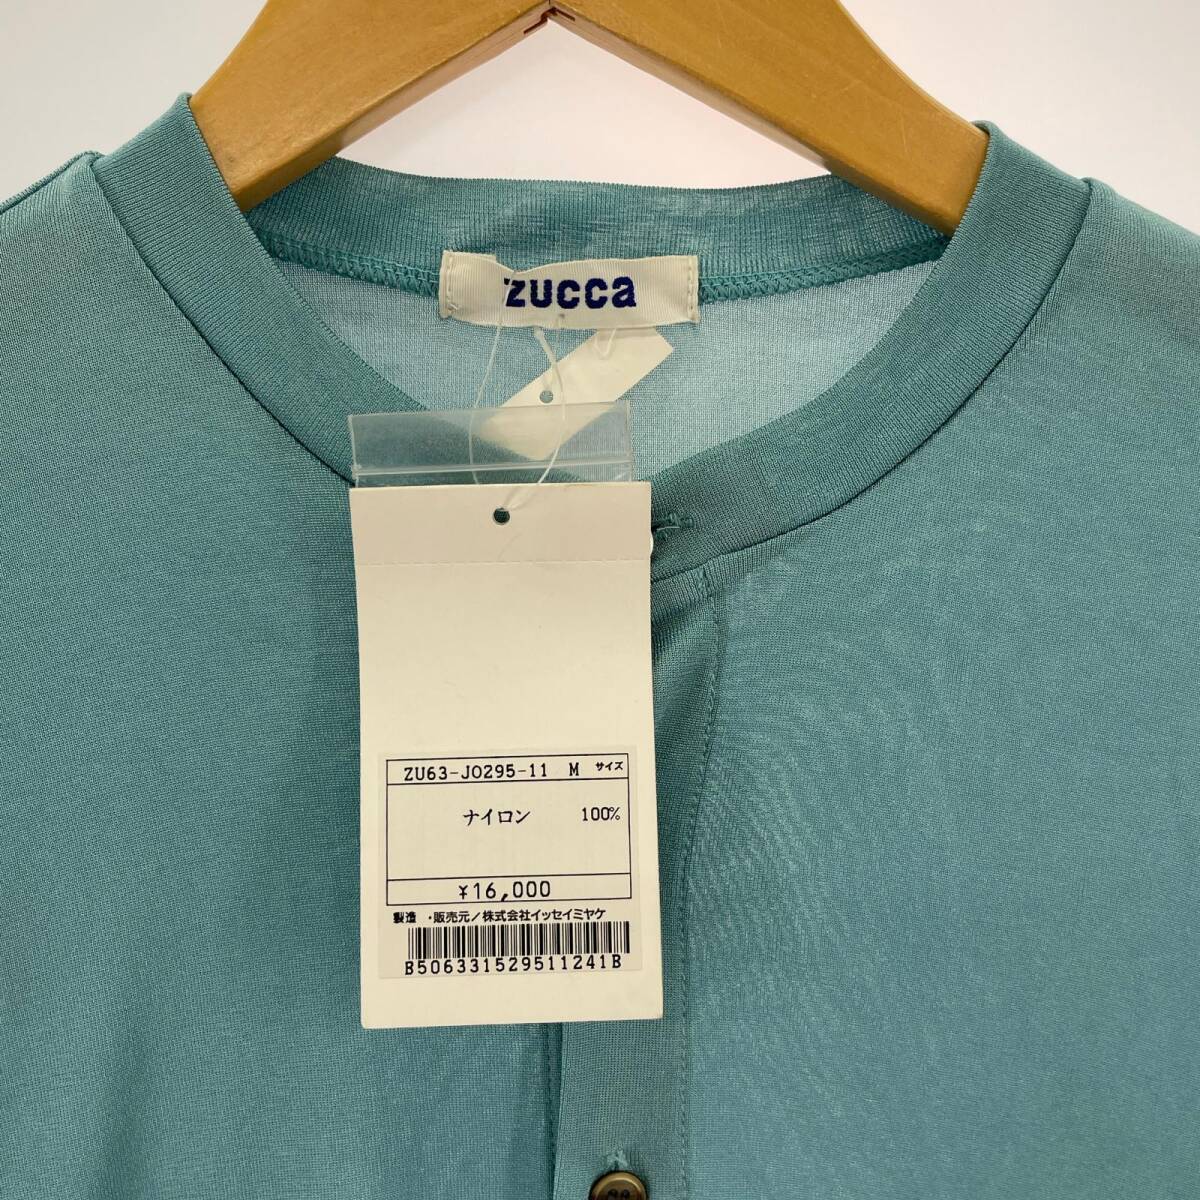 zucca
ZU63-J0295-11 M サイズ
ナイロン 100%
¥16,000
製造・販売元/株式会社イッセイミヤケ
B506331529511241B